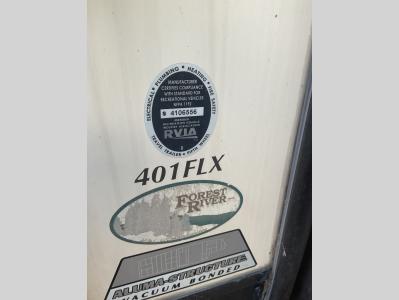 ELECTRICAL • PLUMBING • HEATING • FIRE SAFETY
MANUFACTURER
CERTIFIES COMPLIANCE
WITH STANDARD FOR
RECREATIONAL VEHICLES
NFPA 1192
S 4106556
MEMBER
RVIA
TRAVEL TRAILER • FIFTH WHEEL
401FLX
FOREST
RIVER
ALUMA-STRUCTURE
VACUUM BONDED